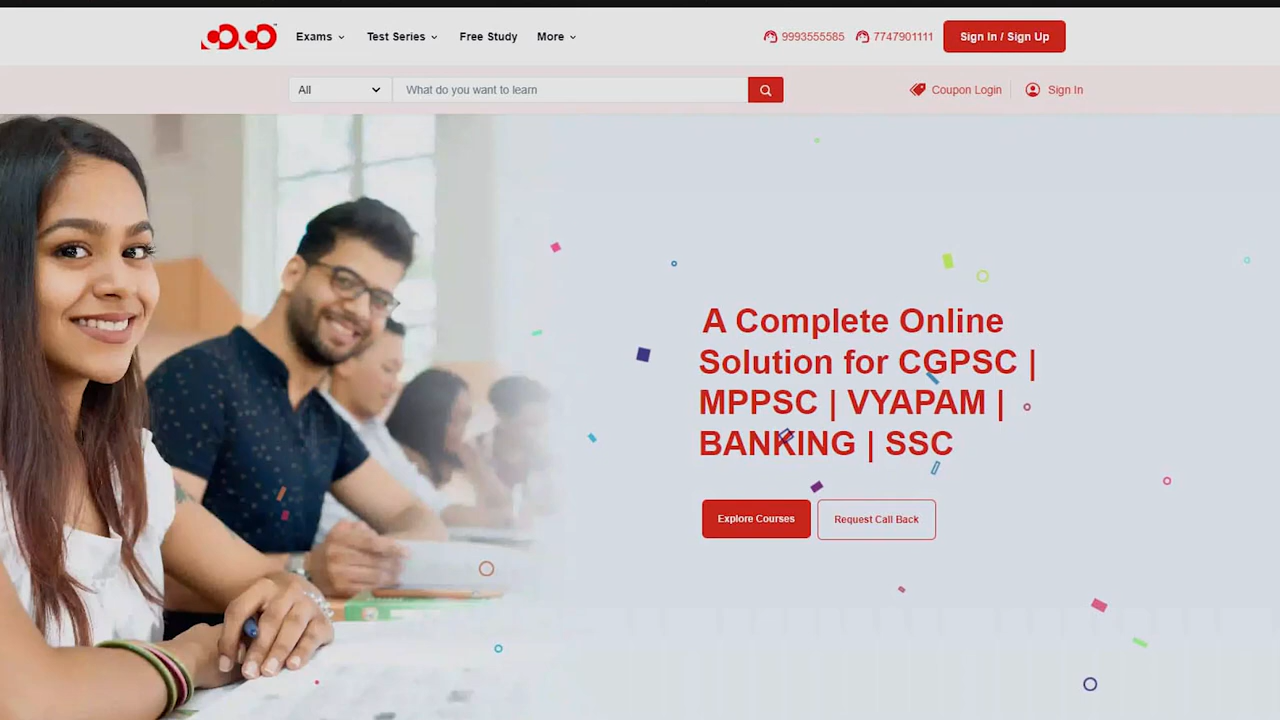 Exams
Test Series
Free Study
More
9993555585
7747901111
Sign In / Sign Up
All
What do you want to learn
Coupon Login
Sign In
A Complete Online
Solution for CGPSC |
MPPSC | VYAPAM |
BANKING | SSC
Explore Courses
Request Call Back